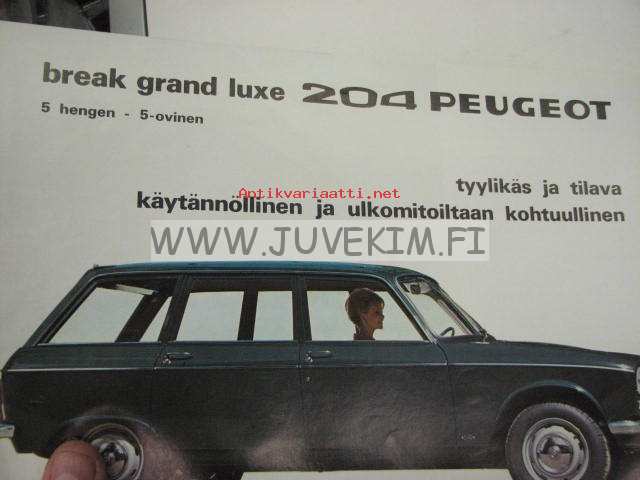 break grand luxe 204 PEUGEOT
5 hengen - 5-ovinen
Antikvariaatti.net
tyylikäs ja tilava
käytännöllinen ja ulkomitoiltaan kohtuullinen
WWW.JUVEKIM.FI